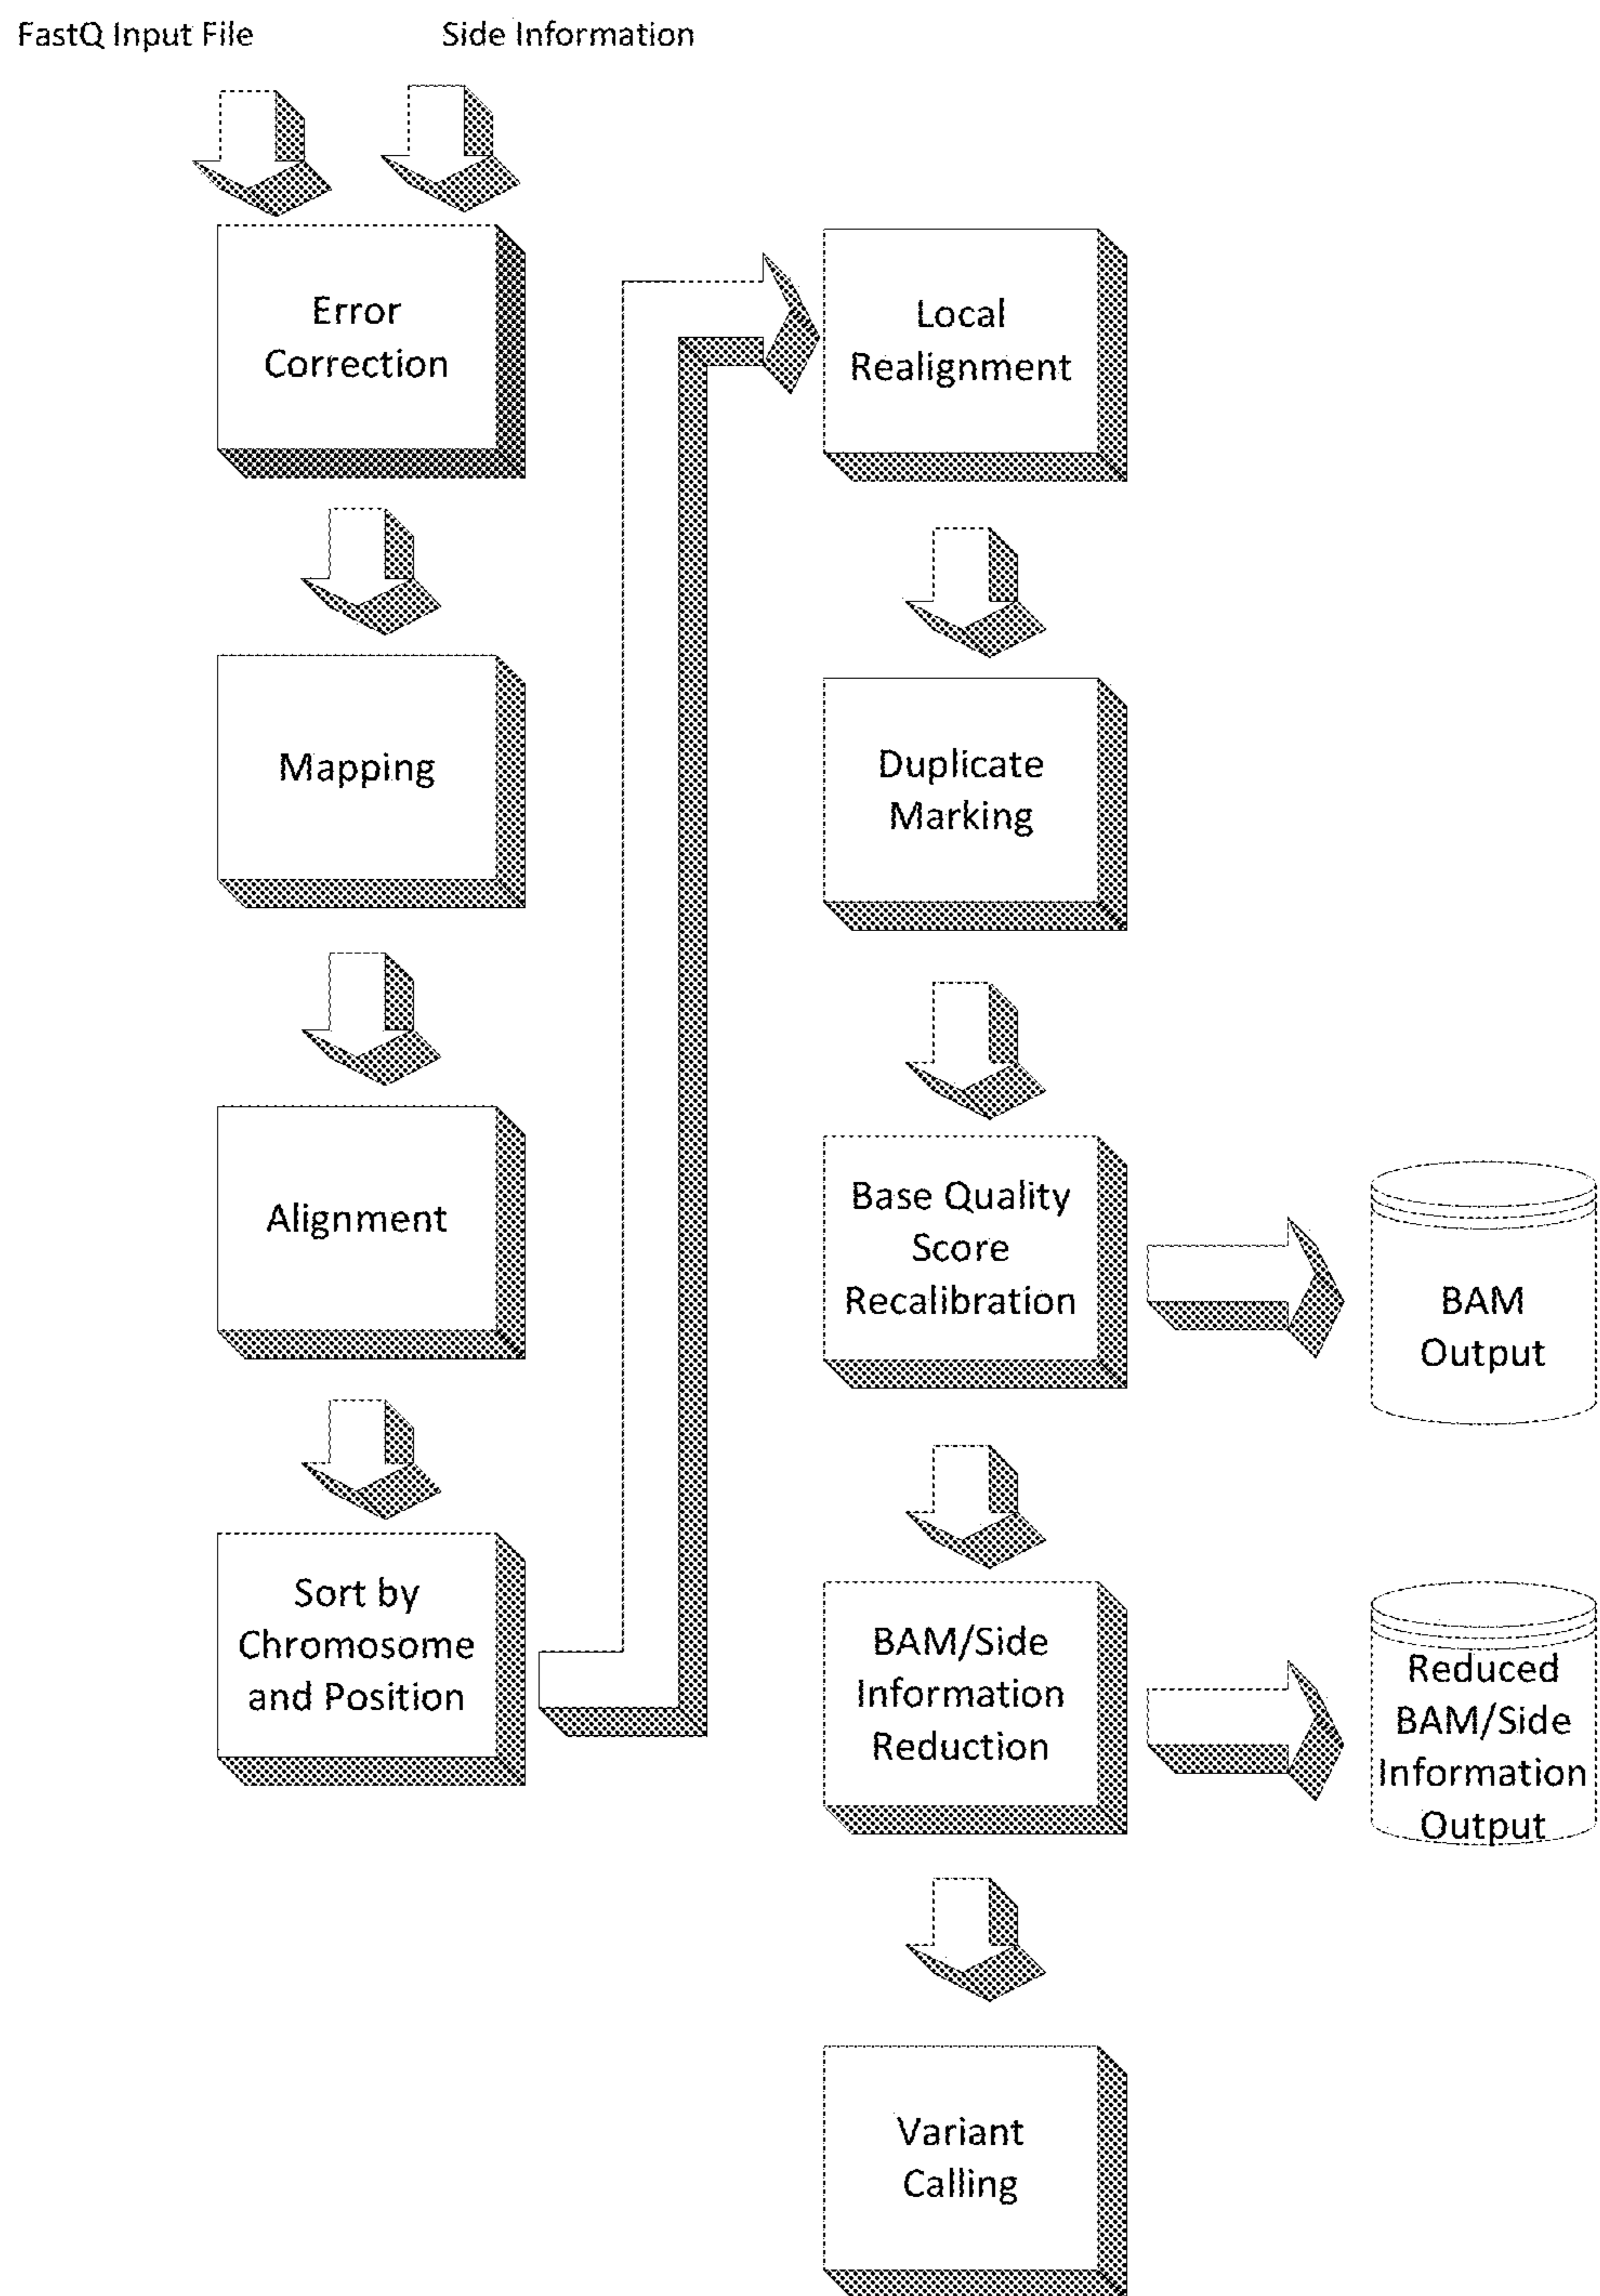 FastQ Input File
Side Information
Error
Correction
Mapping
Alignment
Sort by
Chromosome
and Position
Local
Realignment
Duplicate
Marking
Base Quality
Score
Recalibration
BAM
Output
BAM/Side
Information
Reduction
Reduced
BAM/Side
Information
Output
Variant
Calling